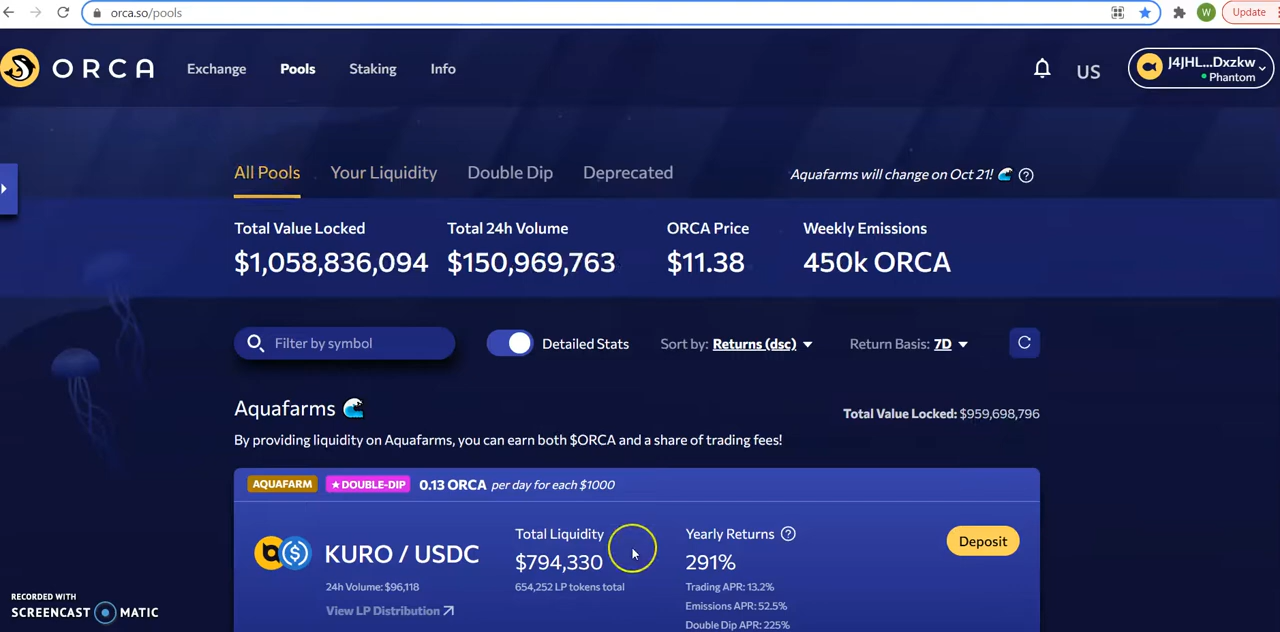 orca.so/pools
W
Update
ORCA
Exchange
Pools
Staking
Info
US
J4JHL...Dxzkw
Phantom
All Pools
Your Liquidity
Double Dip
Deprecated
Aquafarms will change on Oct 21!
Total Value Locked
Total 24h Volume
ORCA Price
Weekly Emissions
$1,058,836,094
$150,969,763
$11.38
450k ORCA
Filter by symbol
Detailed Stats
Sort by: Returns (dsc)
Return Basis: 7D
Aquafarms
Total Value Locked: $959,698,796
By providing liquidity on Aquafarms, you can earn both $ORCA and a share of trading fees!
AQUAFARM
★DOUBLE-DIP
0.13 ORCA per day for each $1000
KURO / USDC
24h Volume: $96,118
View LP Distribution
Total Liquidity
$794,330
654,252 LP tokens total
Yearly Returns
291%
Trading APR: 13.2%
Emissions APR: 52.5%
Double Dip APR: 225%
Deposit
RECORDED WITH
SCREENCAST MATIC